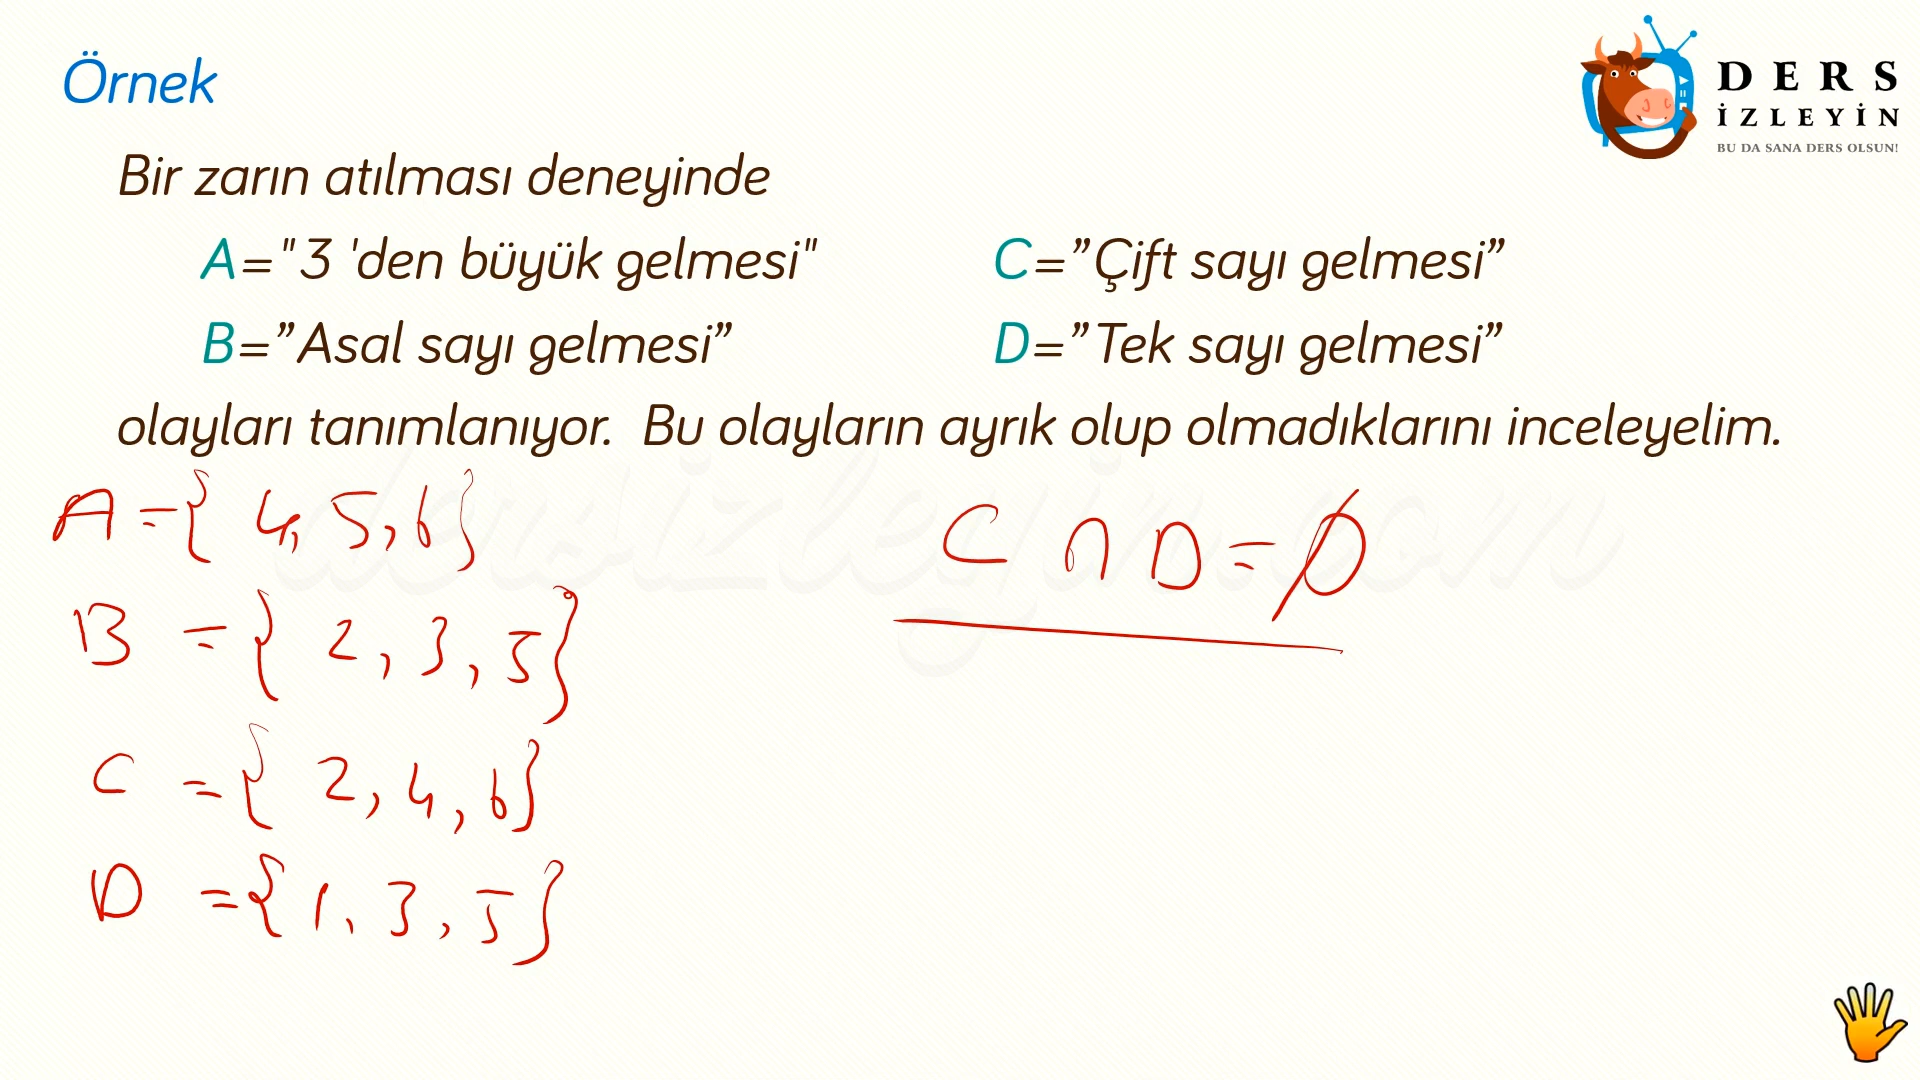 Örnek
DERS
İZLEYİN
BU DA SANA DERS OLSUN!
Bir zarın atılması deneyinde
A="3 'den büyük gelmesi" C=”Çift sayı gelmesi”
B=”Asal sayı gelmesi” D=”Tek sayı gelmesi”
olayları tanımlanıyor. Bu olayların ayrık olup olmadıklarını inceleyelim.
dersizleyin.com
A={ 4, 5, 6}
C ∩ D = ∅
B = { 2, 3, 5}
C = { 2, 4, 6}
D = {1, 3, 5}